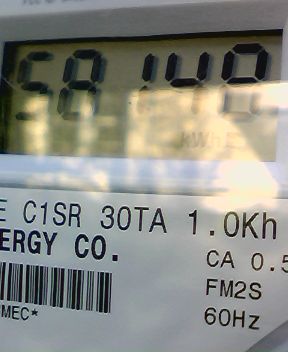 58148
kWh
E C1SR 30TA 1.0Kh
ERGY CO.
CA 0.5
FM2S
MEC*
60Hz